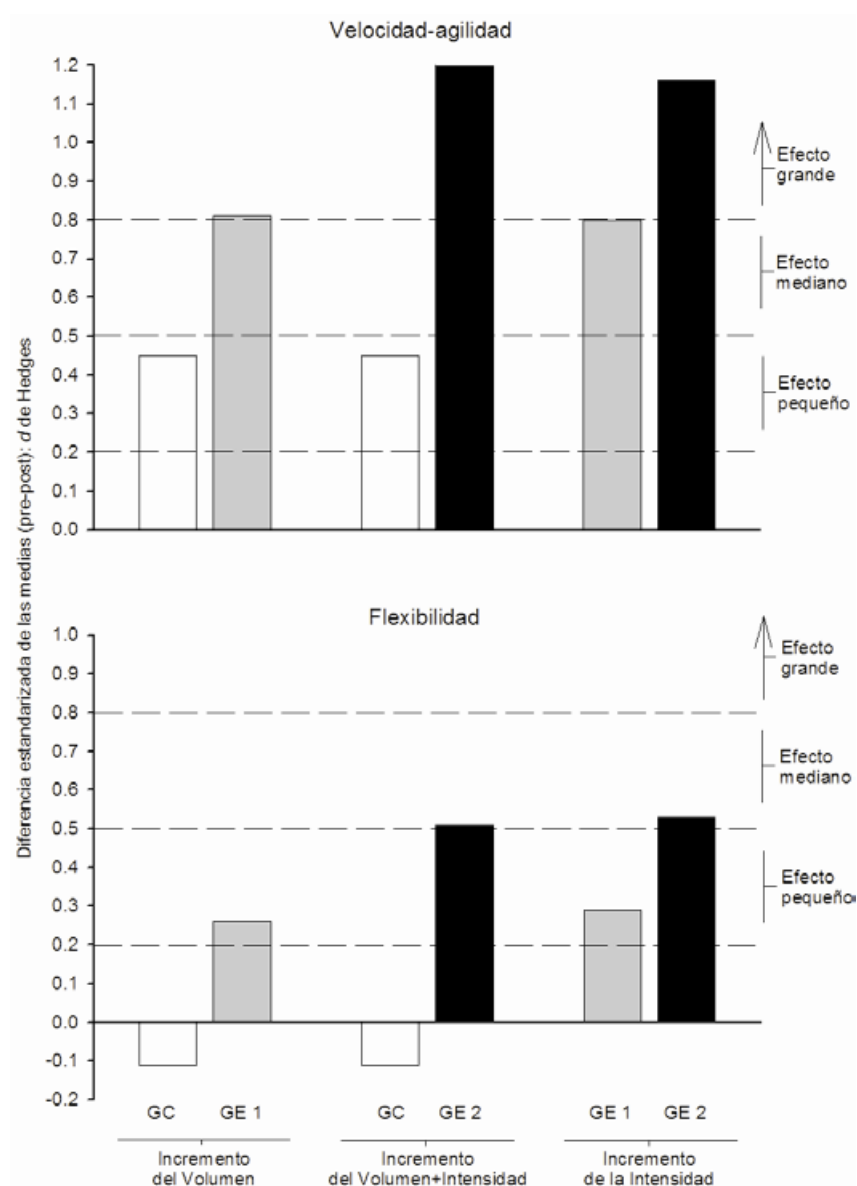 Velocidad-agilidad
1.2
1.1
1.0
0.9
0.8
0.7
0.6
0.5
0.4
0.3
0.2
0.1
0.0
Efecto
grande
Efecto
mediano
Efecto
pequeño
Diferencia estandarizada de las medias (pre-post): d de Hedges
Flexibilidad
1.0
0.9
0.8
0.7
0.6
0.5
0.4
0.3
0.2
0.1
0.0
-0.1
-0.2
Efecto
grande
Efecto
mediano
Efecto
pequeño
GC GE 1 GC GE 2 GE 1 GE 2
Incremento
del Volumen
Incremento
del Volumen+Intensidad
Incremento
de la Intensidad